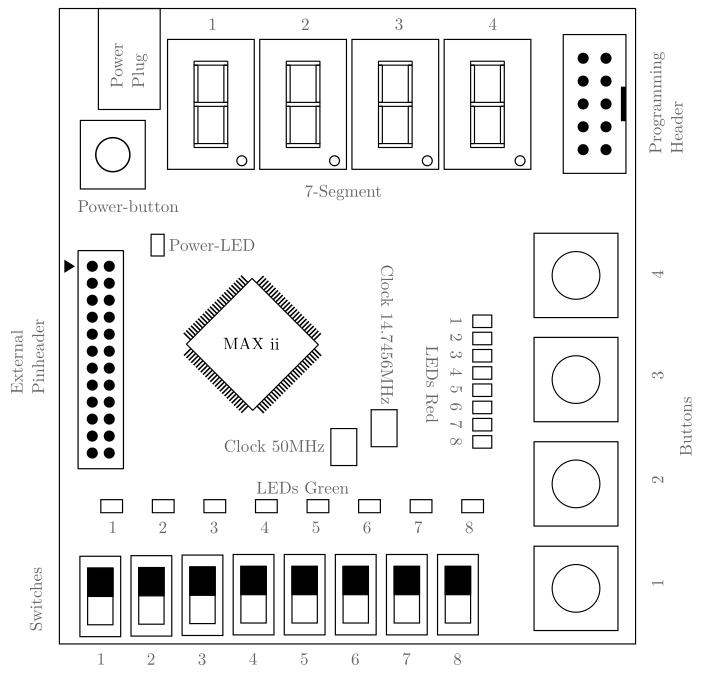 1 2 3 4
Power
Plug
Programming
Header
7-Segment
Power-button
Power-LED
4
Clock 14.7456MHz
External
Pinheader
MAX ii
LEDs Red
1
2
3
4
5
6
7
8
3
Buttons
Clock 50MHz
2
LEDs Green
1 2 3 4 5 6 7 8
1
Switches
1 2 3 4 5 6 7 8